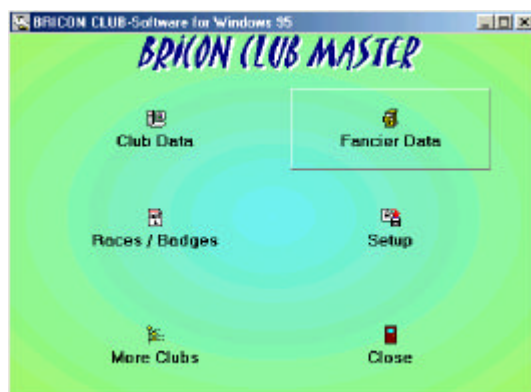 BRICON CLUB-Software for Windows 95
BRICON CLUB MASTER
Club Data
Fancier Data
Races / Badges
Setup
More Clubs
Close